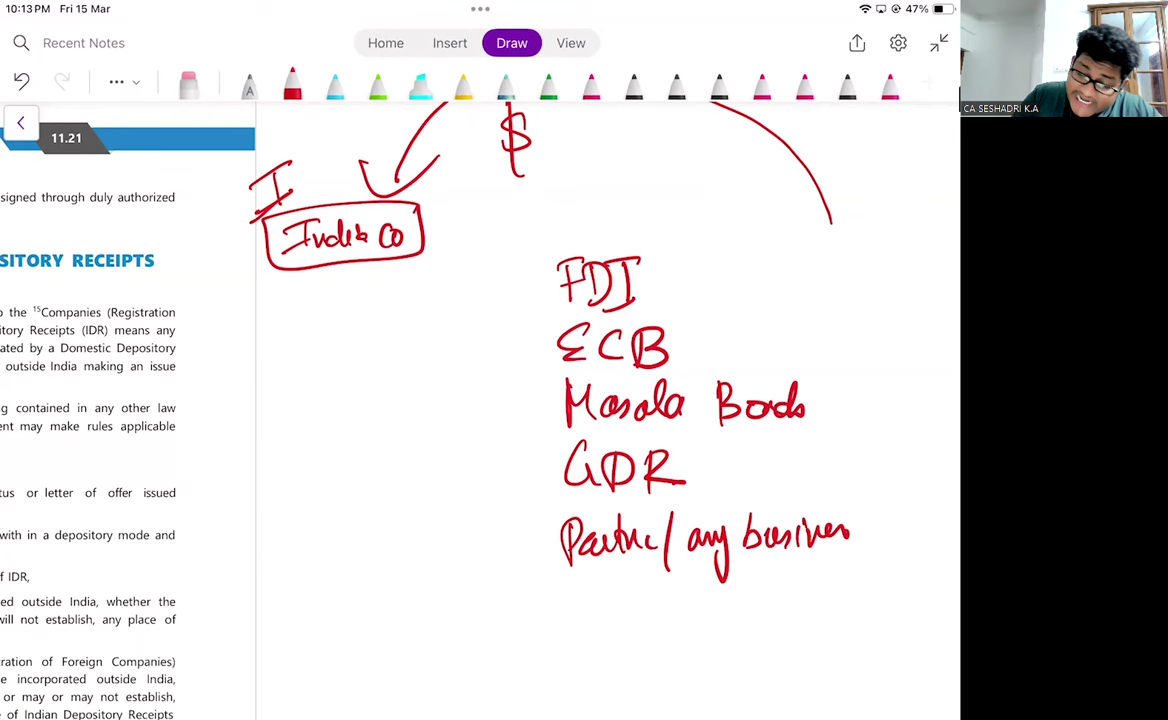 10:13 PM Fri 15 Mar
47%
Recent Notes
Home Insert Draw View
A
CA SESHADRI K.A
11.21
signed through duly authorized
SITORY RECEIPTS
o the 15Companies (Registration
itory Receipts (IDR) means any
ated by a Domestic Depository
outside India making an issue
ng contained in any other law
ent may make rules applicable
tus or letter of offer issued
with in a depository mode and
f IDR,
ed outside India, whether the
will not establish, any place of
ration of Foreign Companies)
e incorporated outside India,
or may or may not establish,
e of Indian Depository Receipts
$
I
India Co
FDI
ECB
Masala Bonds
GDR
Partner/ any business